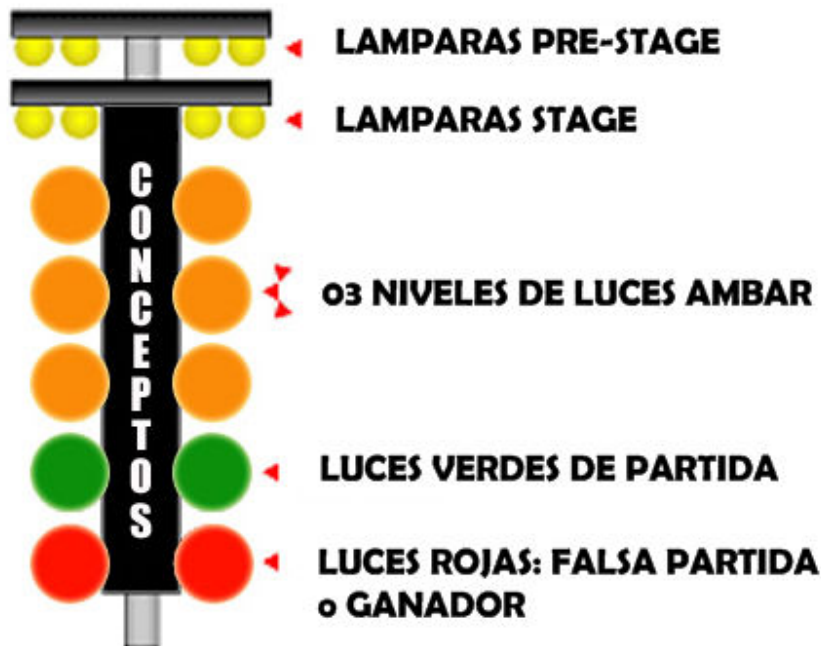 LAMPARAS PRE-STAGE
LAMPARAS STAGE
CONCEPTOS
03 NIVELES DE LUCES AMBAR
LUCES VERDES DE PARTIDA
LUCES ROJAS: FALSA PARTIDA
o GANADOR